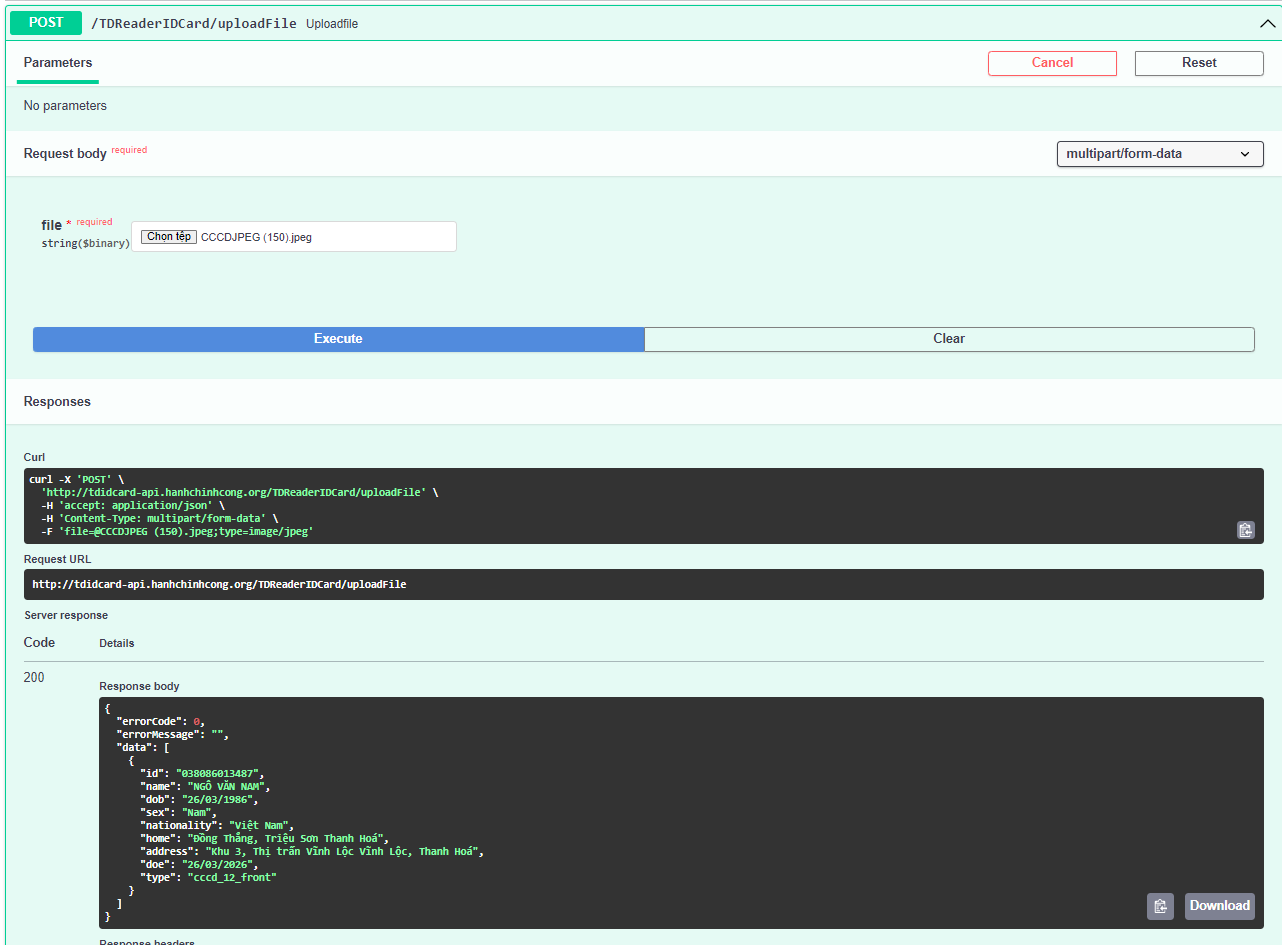 POST /TDReaderIDCard/uploadFile Uploadfile
Parameters
Cancel
Reset
No parameters
Request body required
multipart/form-data
file * required
string($binary)
Chọn tệp CCCDJPEG (150).jpeg
Execute
Clear
Responses
Curl
curl -X 'POST' \
'http://tdidcard-api.hanhchinhcong.org/TDReaderIDCard/uploadFile' \
-H 'accept: application/json' \
-H 'Content-Type: multipart/form-data' \
-F 'file=@CCCDJPEG (150).jpeg;type=image/jpeg'
Request URL
http://tdidcard-api.hanhchinhcong.org/TDReaderIDCard/uploadFile
Server response
Code Details
200
Response body
{
"errorCode": 0,
"errorMessage": "",
"data": [
{
"id": "038086013487",
"name": "NGÔ VĂN NAM",
"dob": "26/03/1986",
"sex": "Nam",
"nationality": "Việt Nam",
"home": "Đồng Thắng, Triệu Sơn Thanh Hoá",
"address": "Khu 3, Thị trấn Vĩnh Lộc Vĩnh Lộc, Thanh Hoá",
"doe": "26/03/2026",
"type": "cccd_12_front"
}
]
}
Download
Response headers